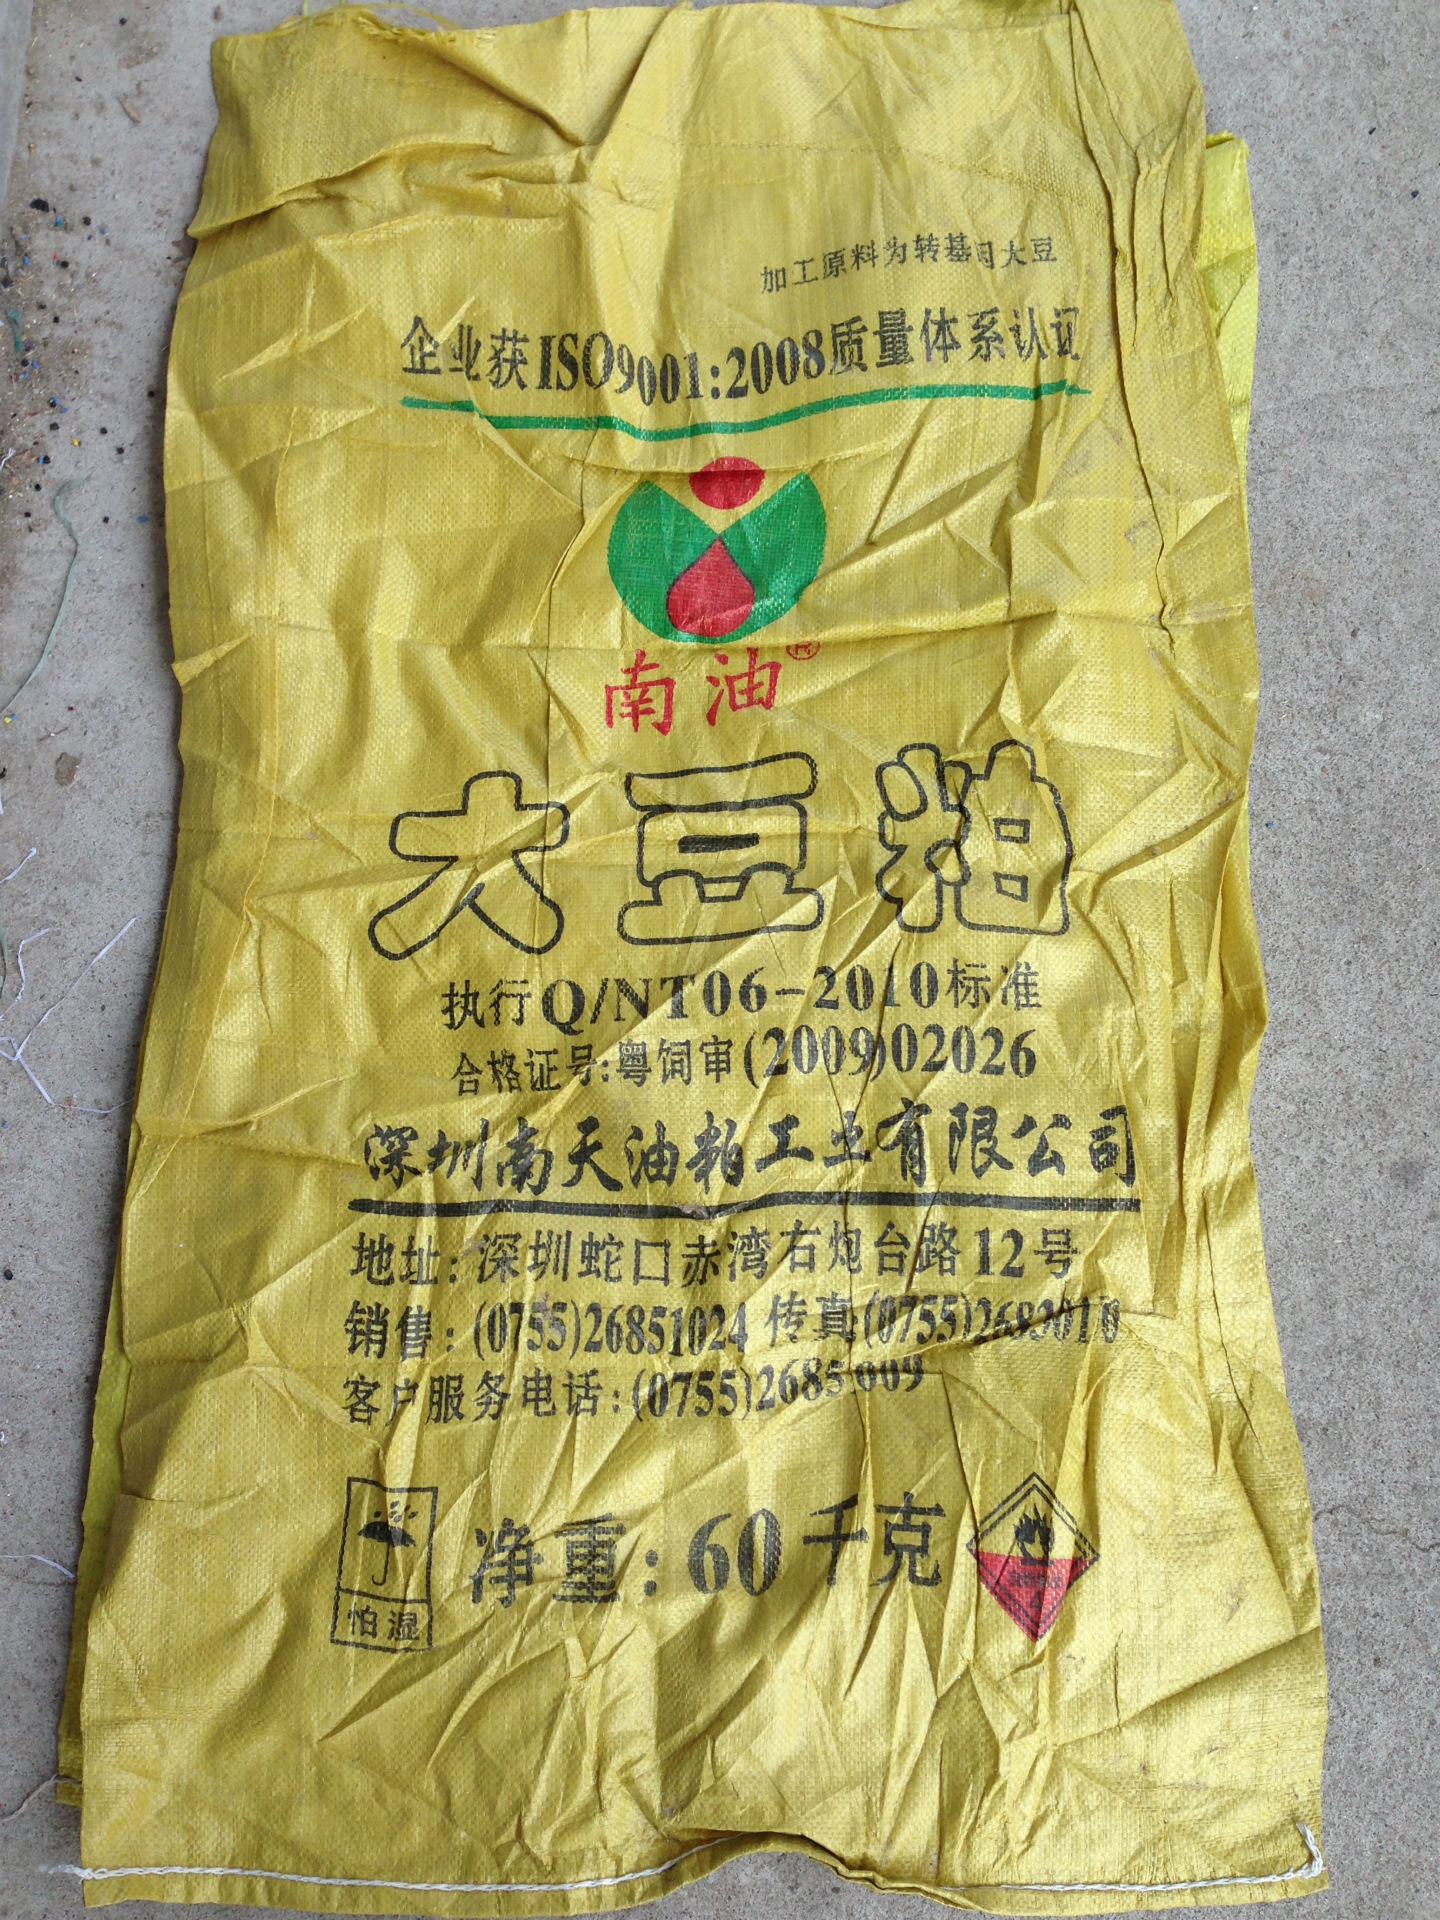 加工原料为转基因大豆
企业获ISO9001:2008质量体系认证
南油®
大豆粕
执行Q/NT06-2010标准
合格证号:粤饲审(2009)02026
深圳南天油粕工业有限公司
地址:深圳蛇口赤湾右炮台路12号
销售:(0755)26851024 传真(0755)
客户服务电话:(0755)
净重:60千克
怕湿
4